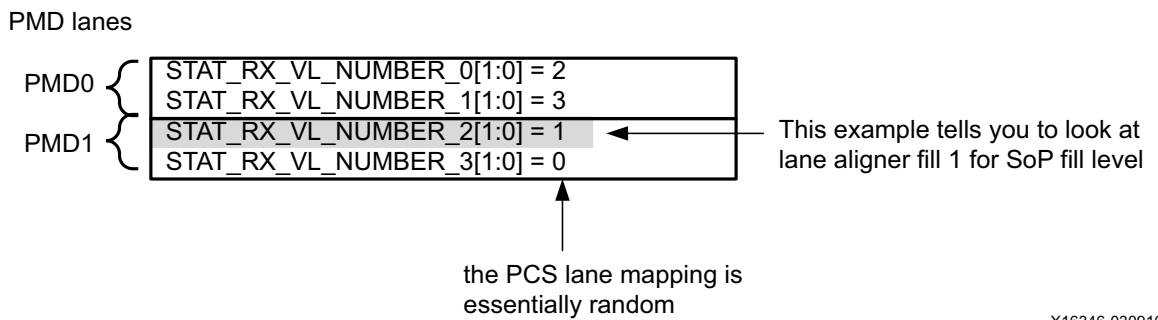 PMD lanes
PMD0
STAT_RX_VL_NUMBER_0[1:0] = 2
STAT_RX_VL_NUMBER_1[1:0] = 3
PMD1
STAT_RX_VL_NUMBER_2[1:0] = 1
STAT_RX_VL_NUMBER_3[1:0] = 0
This example tells you to look at
lane aligner fill 1 for SoP fill level
the PCS lane mapping is
essentially random